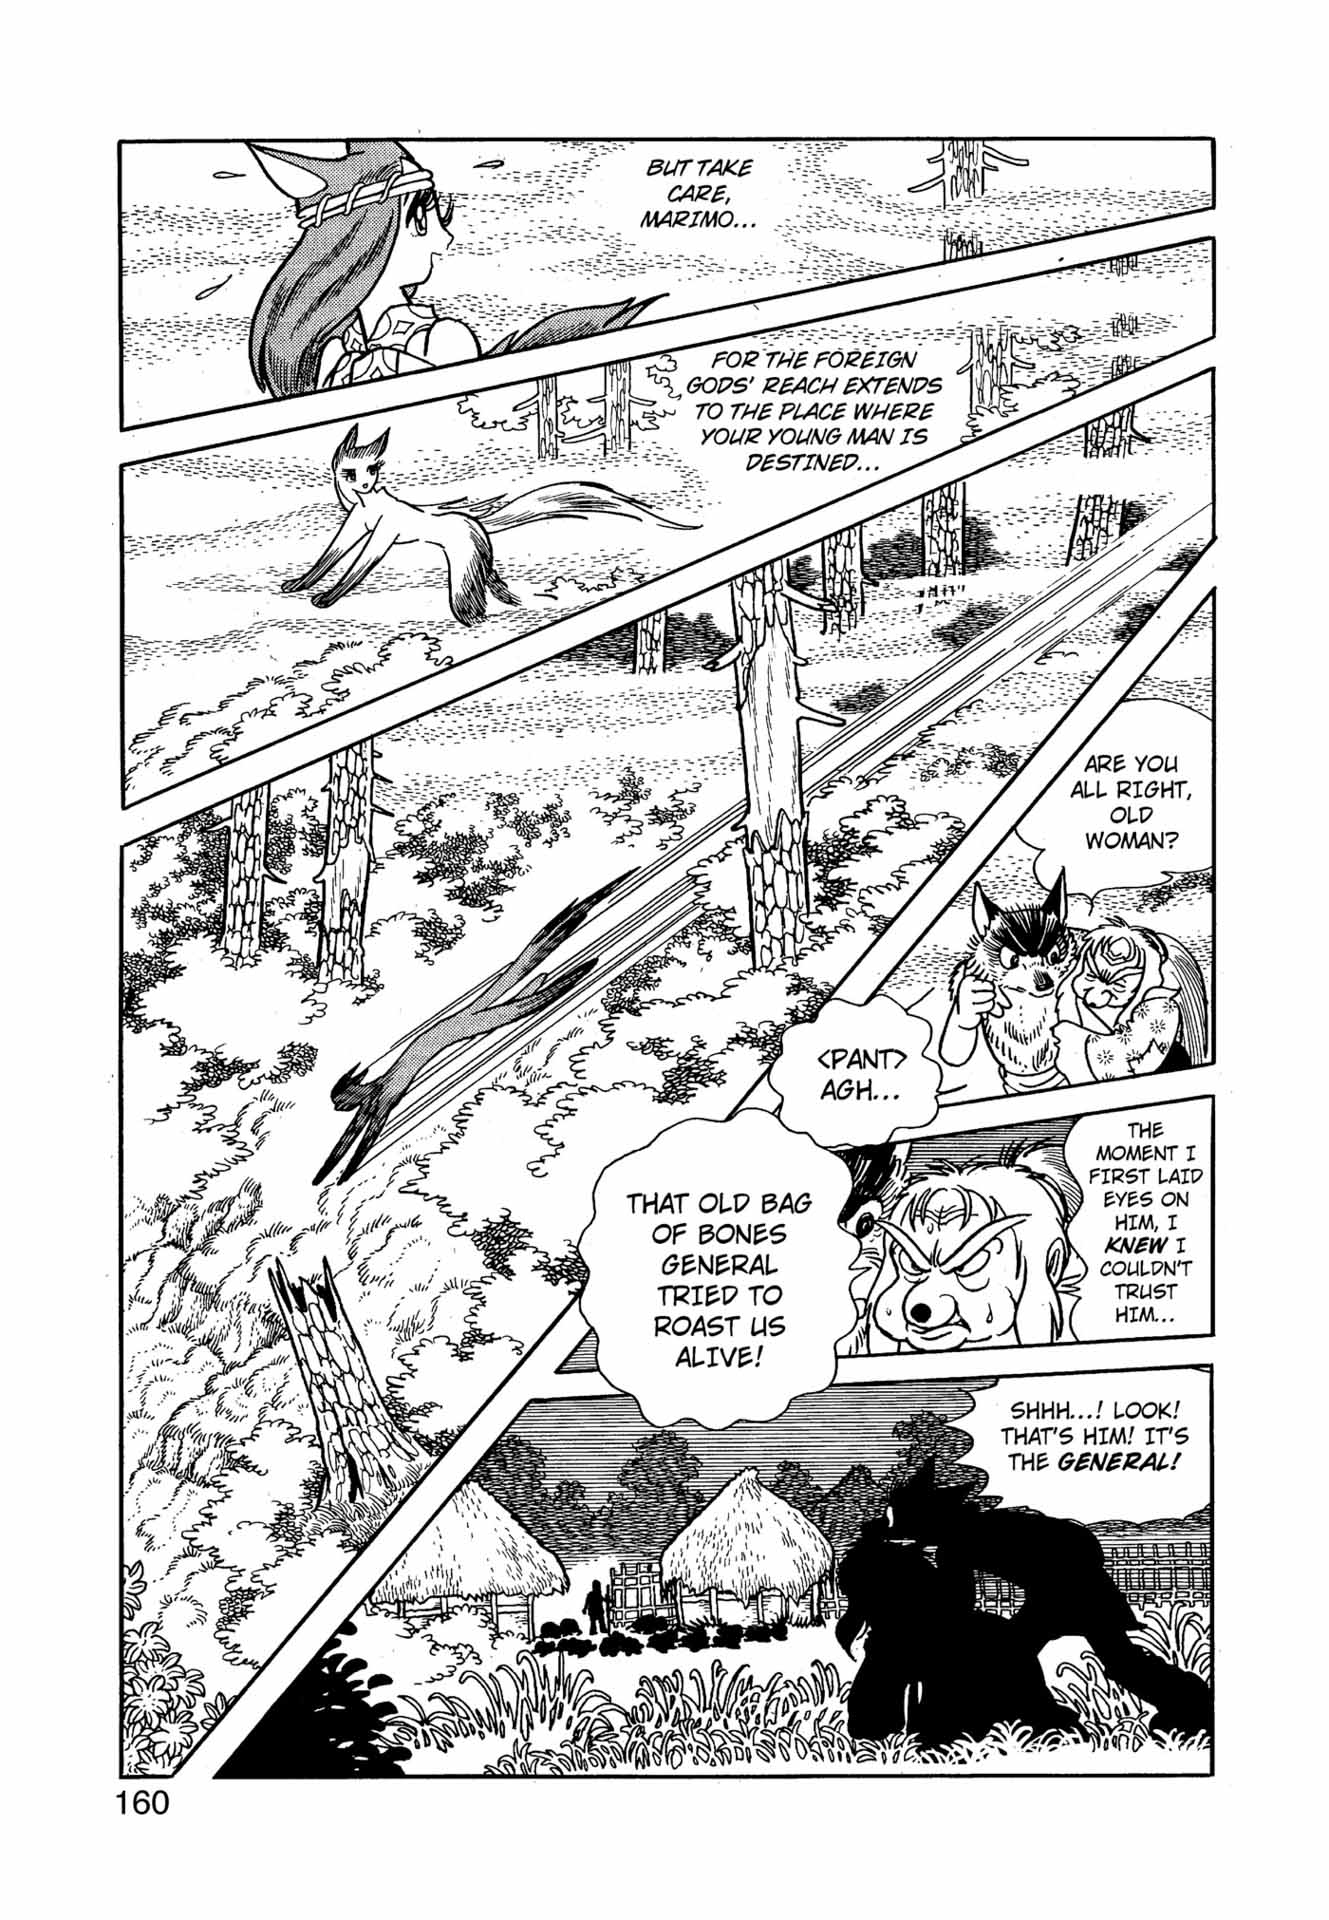 BUT TAKE
CARE,
MARIMO...
FOR THE FOREIGN
GODS' REACH EXTENDS
TO THE PLACE WHERE
YOUR YOUNG MAN IS
DESTINED...
ARE YOU
ALL RIGHT,
OLD
WOMAN?
<PANT>
AGH...
THE
MOMENT I
FIRST LAID
EYES ON
HIM, I
KNEW I
COULDN'T
TRUST
HIM...
THAT OLD BAG
OF BONES
GENERAL
TRIED TO
ROAST US
ALIVE!
SHHH...! LOOK!
THAT'S HIM! IT'S
THE GENERAL!
160